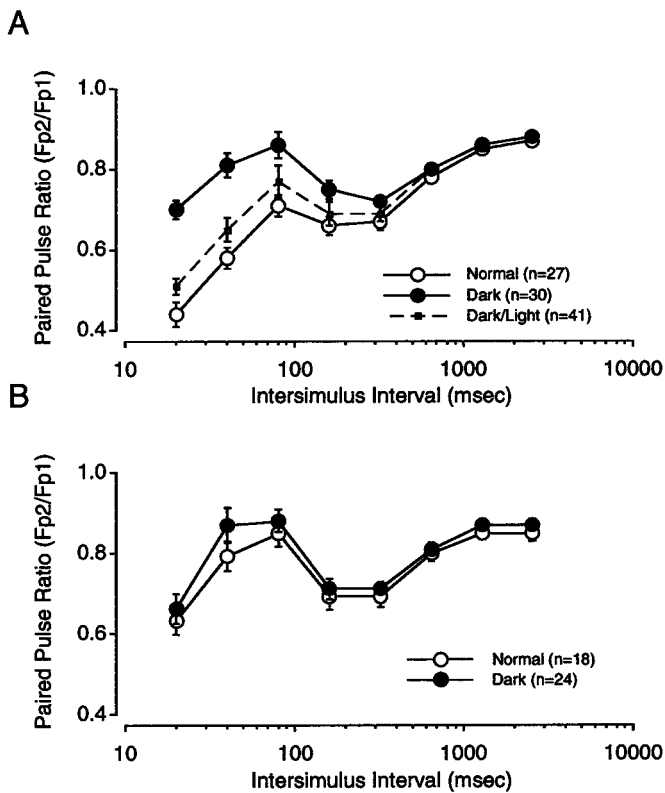 A
Paired Pulse Ratio (Fp2/Fp1)
1.0
0.8
0.6
0.4
Normal (n=27)
Dark (n=30)
Dark/Light (n=41)
10
100
1000
10000
Intersimulus Interval (msec)
B
Paired Pulse Ratio (Fp2/Fp1)
1.0
0.8
0.6
0.4
Normal (n=18)
Dark (n=24)
10
100
1000
10000
Intersimulus Interval (msec)